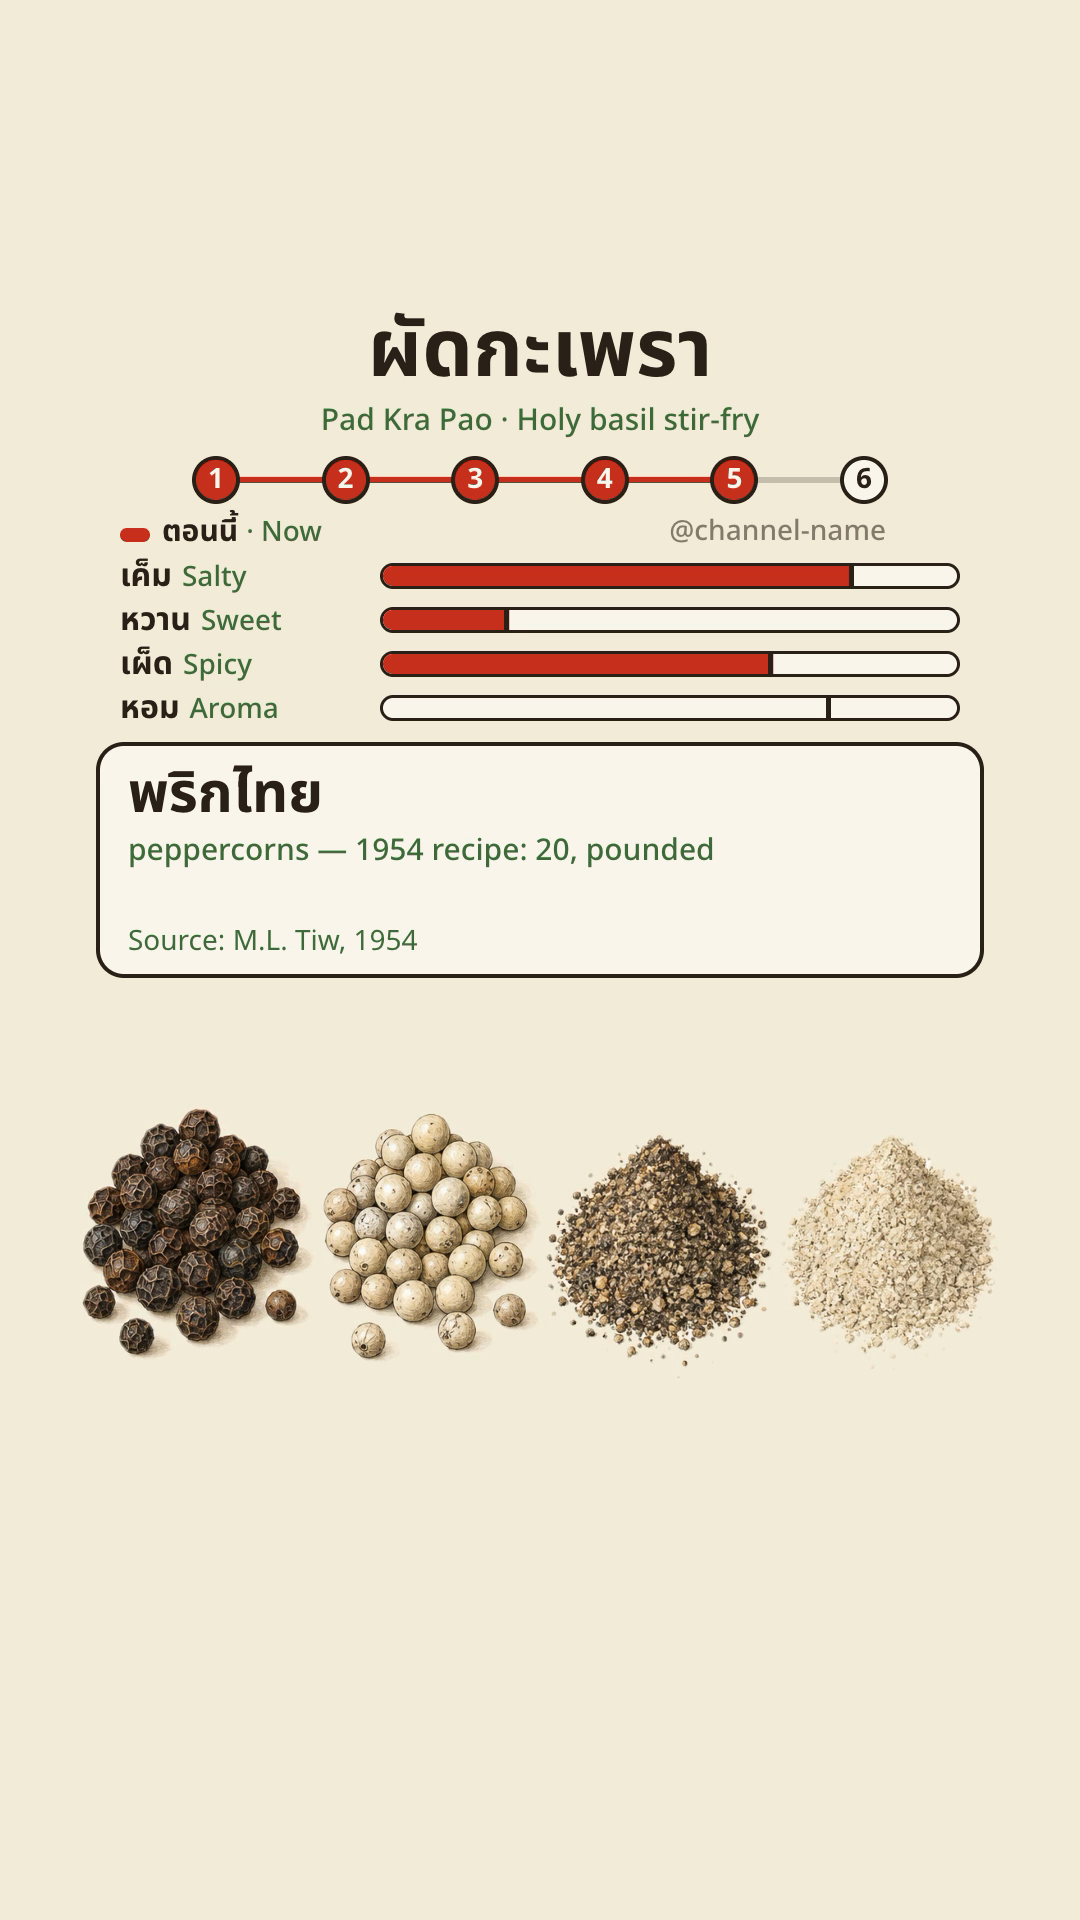 ผัดกะเพรา
Pad Kra Pao · Holy basil stir-fry
1 2 3 4 5 6
ตอนนี้ · Now @channel-name
เค็ม Salty
หวาน Sweet
เผ็ด Spicy
หอม Aroma
พริกไทย
peppercorns — 1954 recipe: 20, pounded
Source: M.L. Tiw, 1954